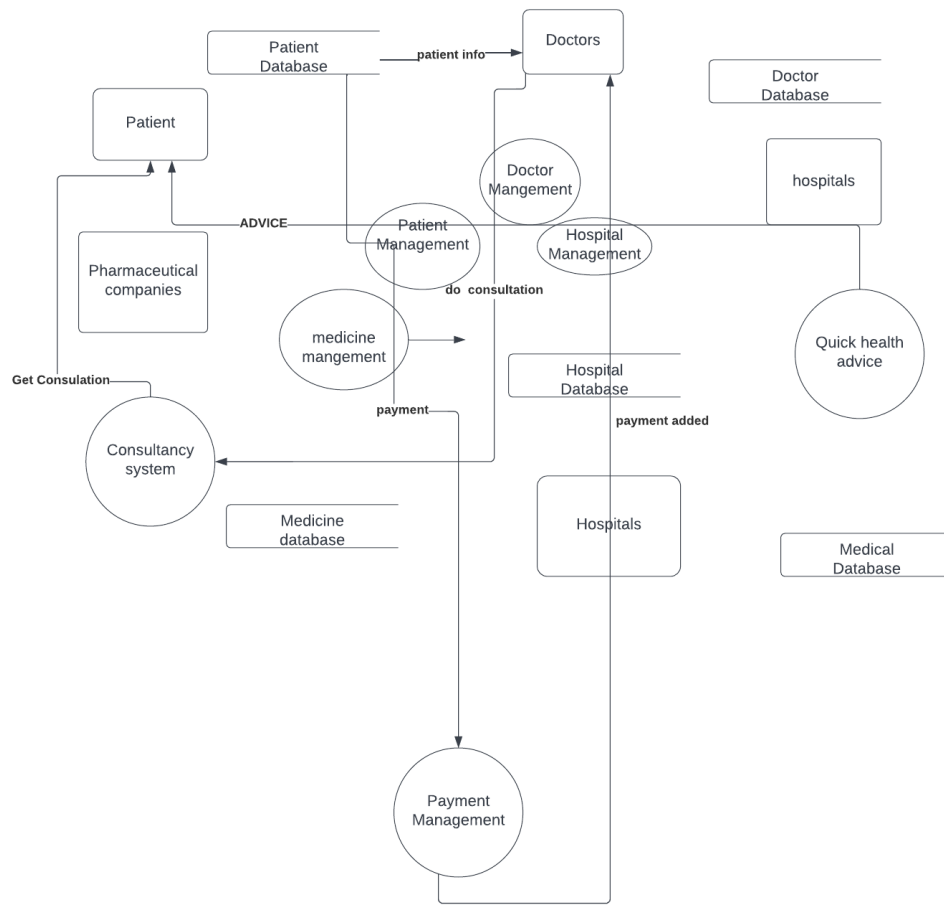 Doctors
Patient
Database
patient info
Doctor
Database
Patient
Doctor
Mangement
hospitals
ADVICE
Patient
Management
Hospital
Management
Pharmaceutical
companies
do  consultation
medicine
mangement
Quick health
advice
Hospital
Database
Get Consulation
payment
payment added
Consultancy
system
Medicine
database
Hospitals
Medical
Database
Payment
Management